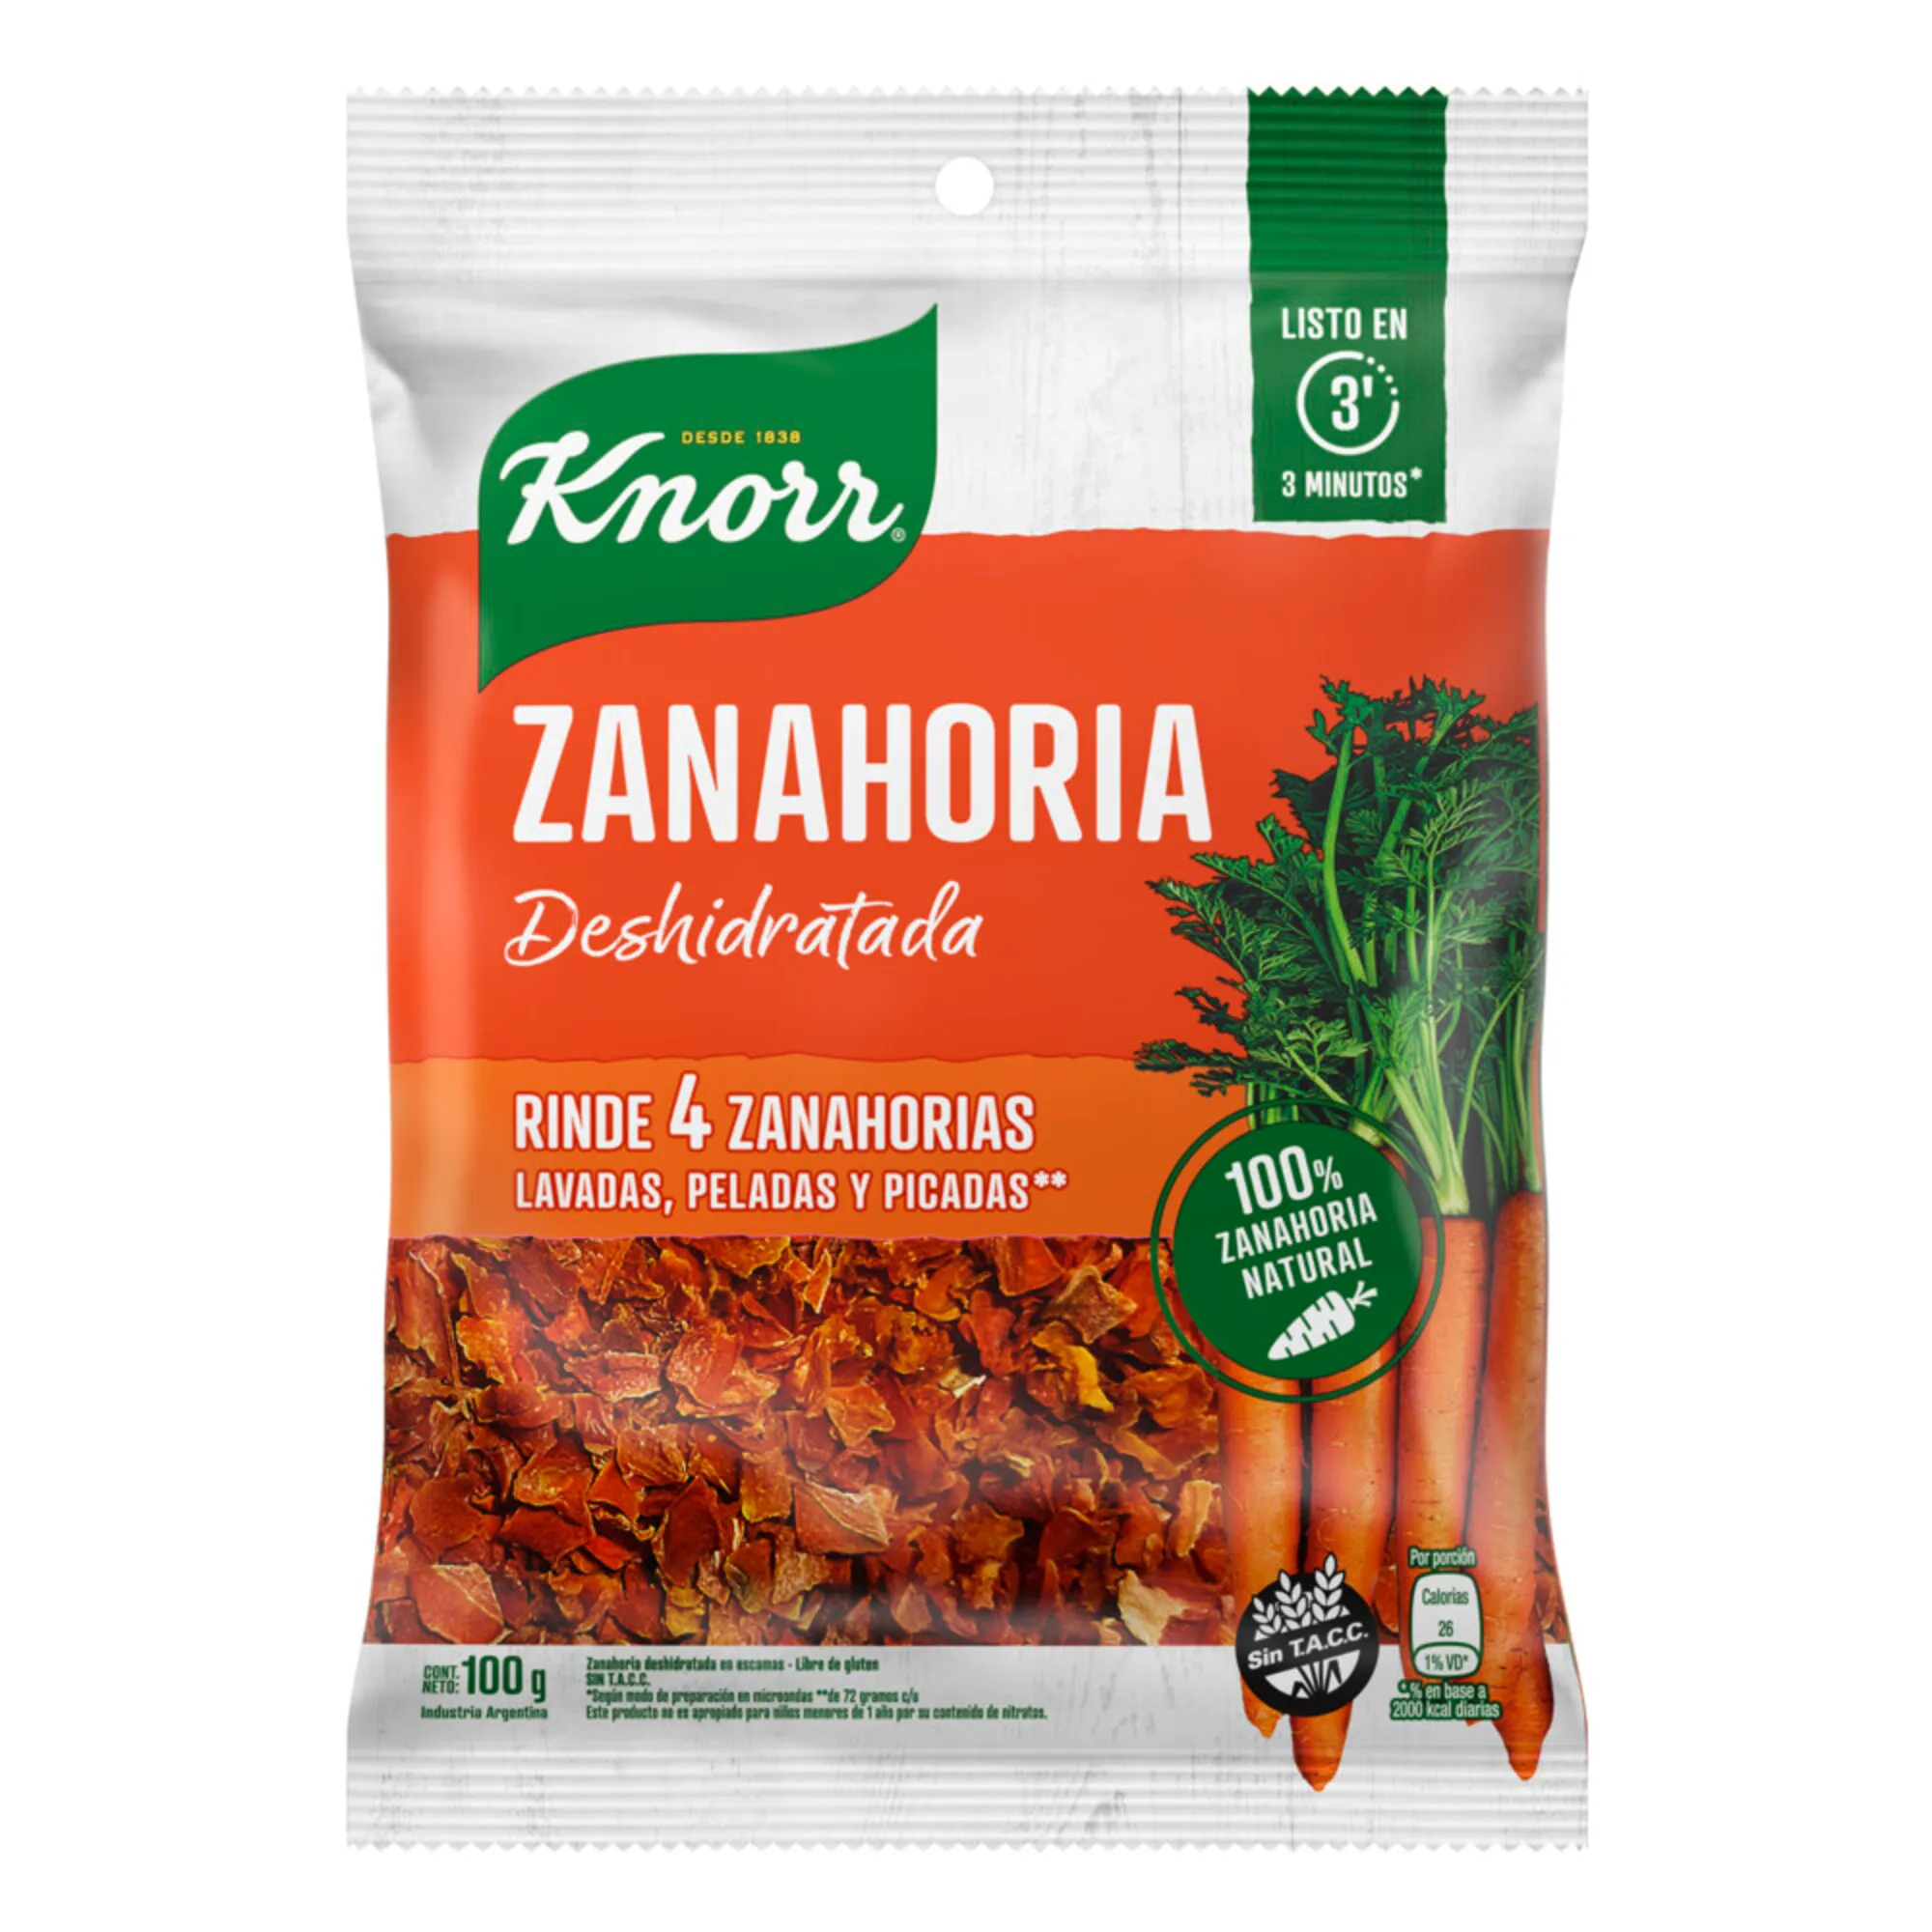 LISTO EN
3'
3 MINUTOS*
DESDE 1838
Knorr®
ZANAHORIA
Deshidratada
RINDE 4 ZANAHORIAS
LAVADAS, PELADAS Y PICADAS**
100%
ZANAHORIA
NATURAL
Sin T.A.C.C.
Por porción
Calorías
26
1% VD*
*% en base a
2000 kcal diarias
CONT. NETO: 100 g
Industria Argentina
Zanahoria deshidratada en escamas - Libre de gluten
SIN T.A.C.C.
*Según modo de preparación en microondas **de 72 gramos c/u
Este producto no es apropiado para niños menores de 1 año por su contenido de nitratos.